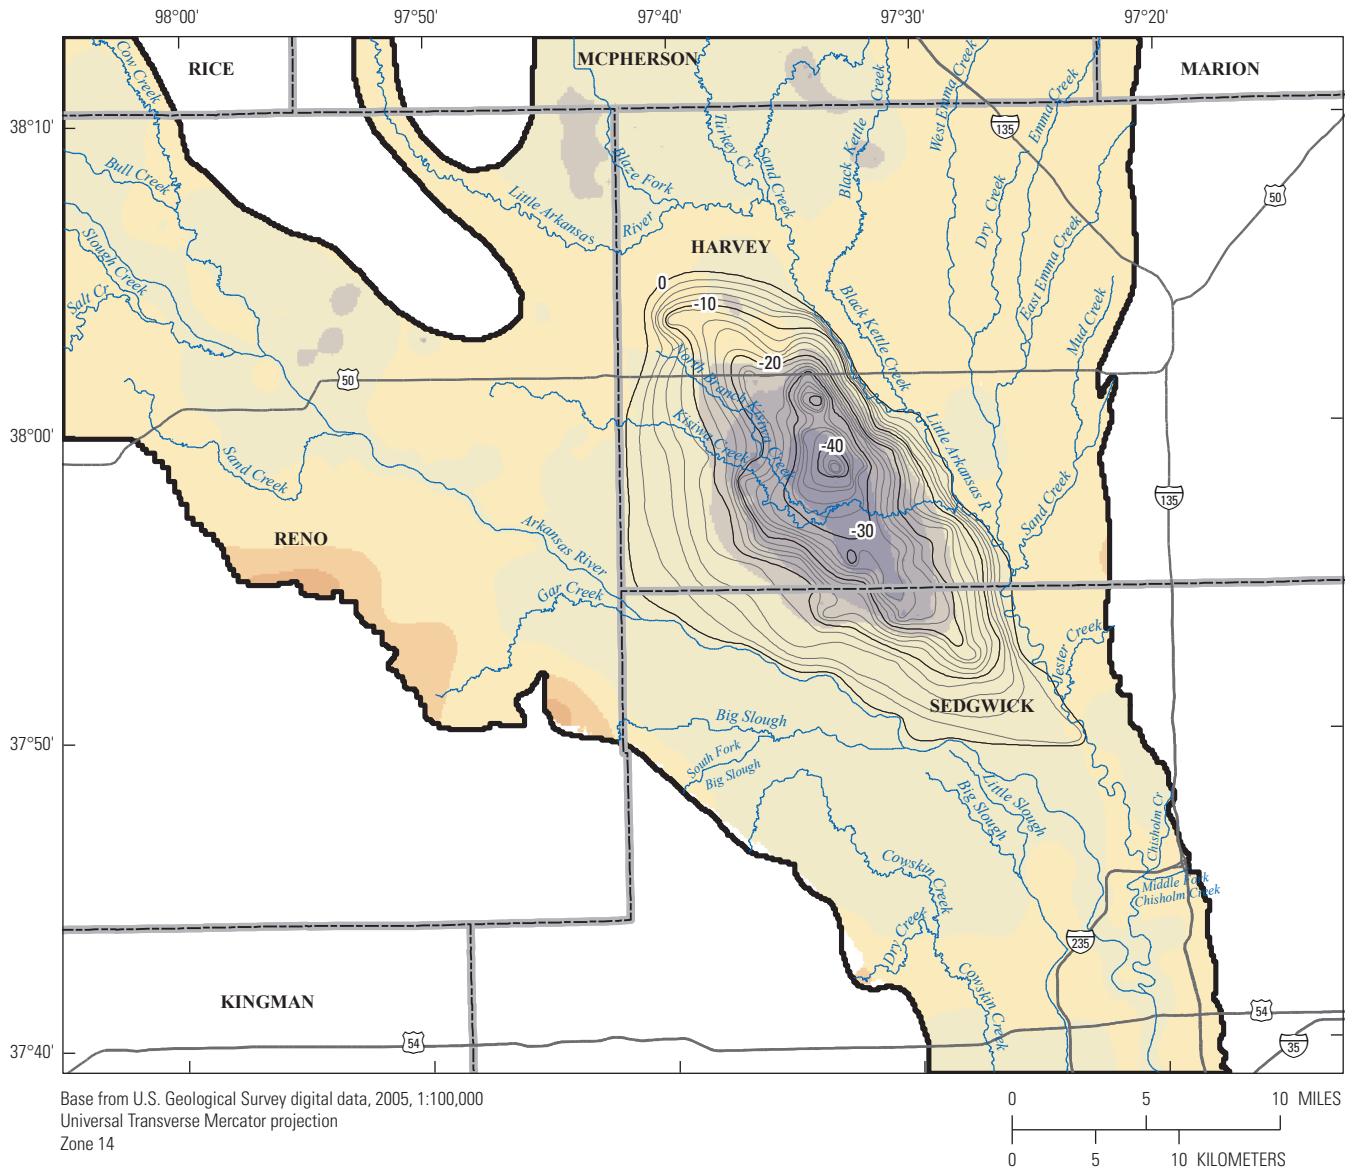 98°00'
97°50'
97°40'
97°30'
97°20'
RICE
MCPHERSON
MARION
Cow Creek
38°10'
135
50
Bull Creek
Blaze Fork
Turkey Cr
Sand Creek
Black Kettle
Creek
West Emma Creek
Emma Creek
Dry Creek
East Emma Creek
Little Arkansas
River
HARVEY
Slough Creek
Salt Cr
0
-10
-20
-40
-30
Black Kettle Creek
Mud Creek
50
North Branch Kisiwa
Creek
Kisiwa Creek
Little Arkansas R
38°00'
Sand Creek
Sand Creek
135
RENO
Arkansas River
Gar Creek
Jester Creek
SEDGWICK
37°50'
Big Slough
South Fork
Big Slough
Little Slough
Big Slough
Chisholm Cr
Cowskin Creek
Middle Fork
Chisholm Creek
Dry Creek
235
Cowskin Creek
KINGMAN
54
54
35
37°40'
Base from U.S. Geological Survey digital data, 2005, 1:100,000
Universal Transverse Mercator projection
Zone 14
0 5 10 MILES
0 5 10 KILOMETERS